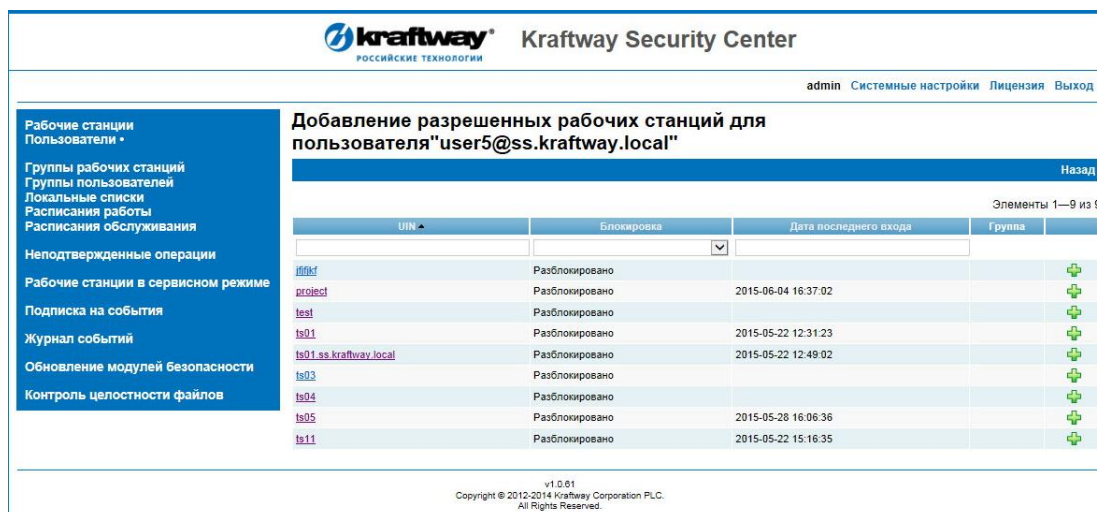 kraftway®
РОССИЙСКИЕ ТЕХНОЛОГИИ
Kraftway Security Center
admin Системные настройки Лицензия Выход
Рабочие станции
Пользователи •
Группы рабочих станций
Группы пользователей
Локальные списки
Расписания работы
Расписания обслуживания
Неподтвержденные операции
Рабочие станции в сервисном режиме
Подписка на события
Журнал событий
Обновление модулей безопасности
Контроль целостности файлов
Добавление разрешенных рабочих станций для
пользователя"user5@ss.kraftway.local"
Назад
Элементы 1—9 из 9
UIN Блокировка Дата последнего входа Группа
Разблокировано
project Разблокировано 2015-06-04 16:37:02
test Разблокировано
ts01 Разблокировано 2015-05-22 12:31:23
ts01.ss.kraftway.local Разблокировано 2015-05-22 12:49:02
ts03 Разблокировано
ts04 Разблокировано
ts05 Разблокировано 2015-05-28 16:06:36
ts11 Разблокировано 2015-05-22 15:16:35
v1.0.61
Copyright © 2012-2014 Kraftway Corporation PLC.
All Rights Reserved.